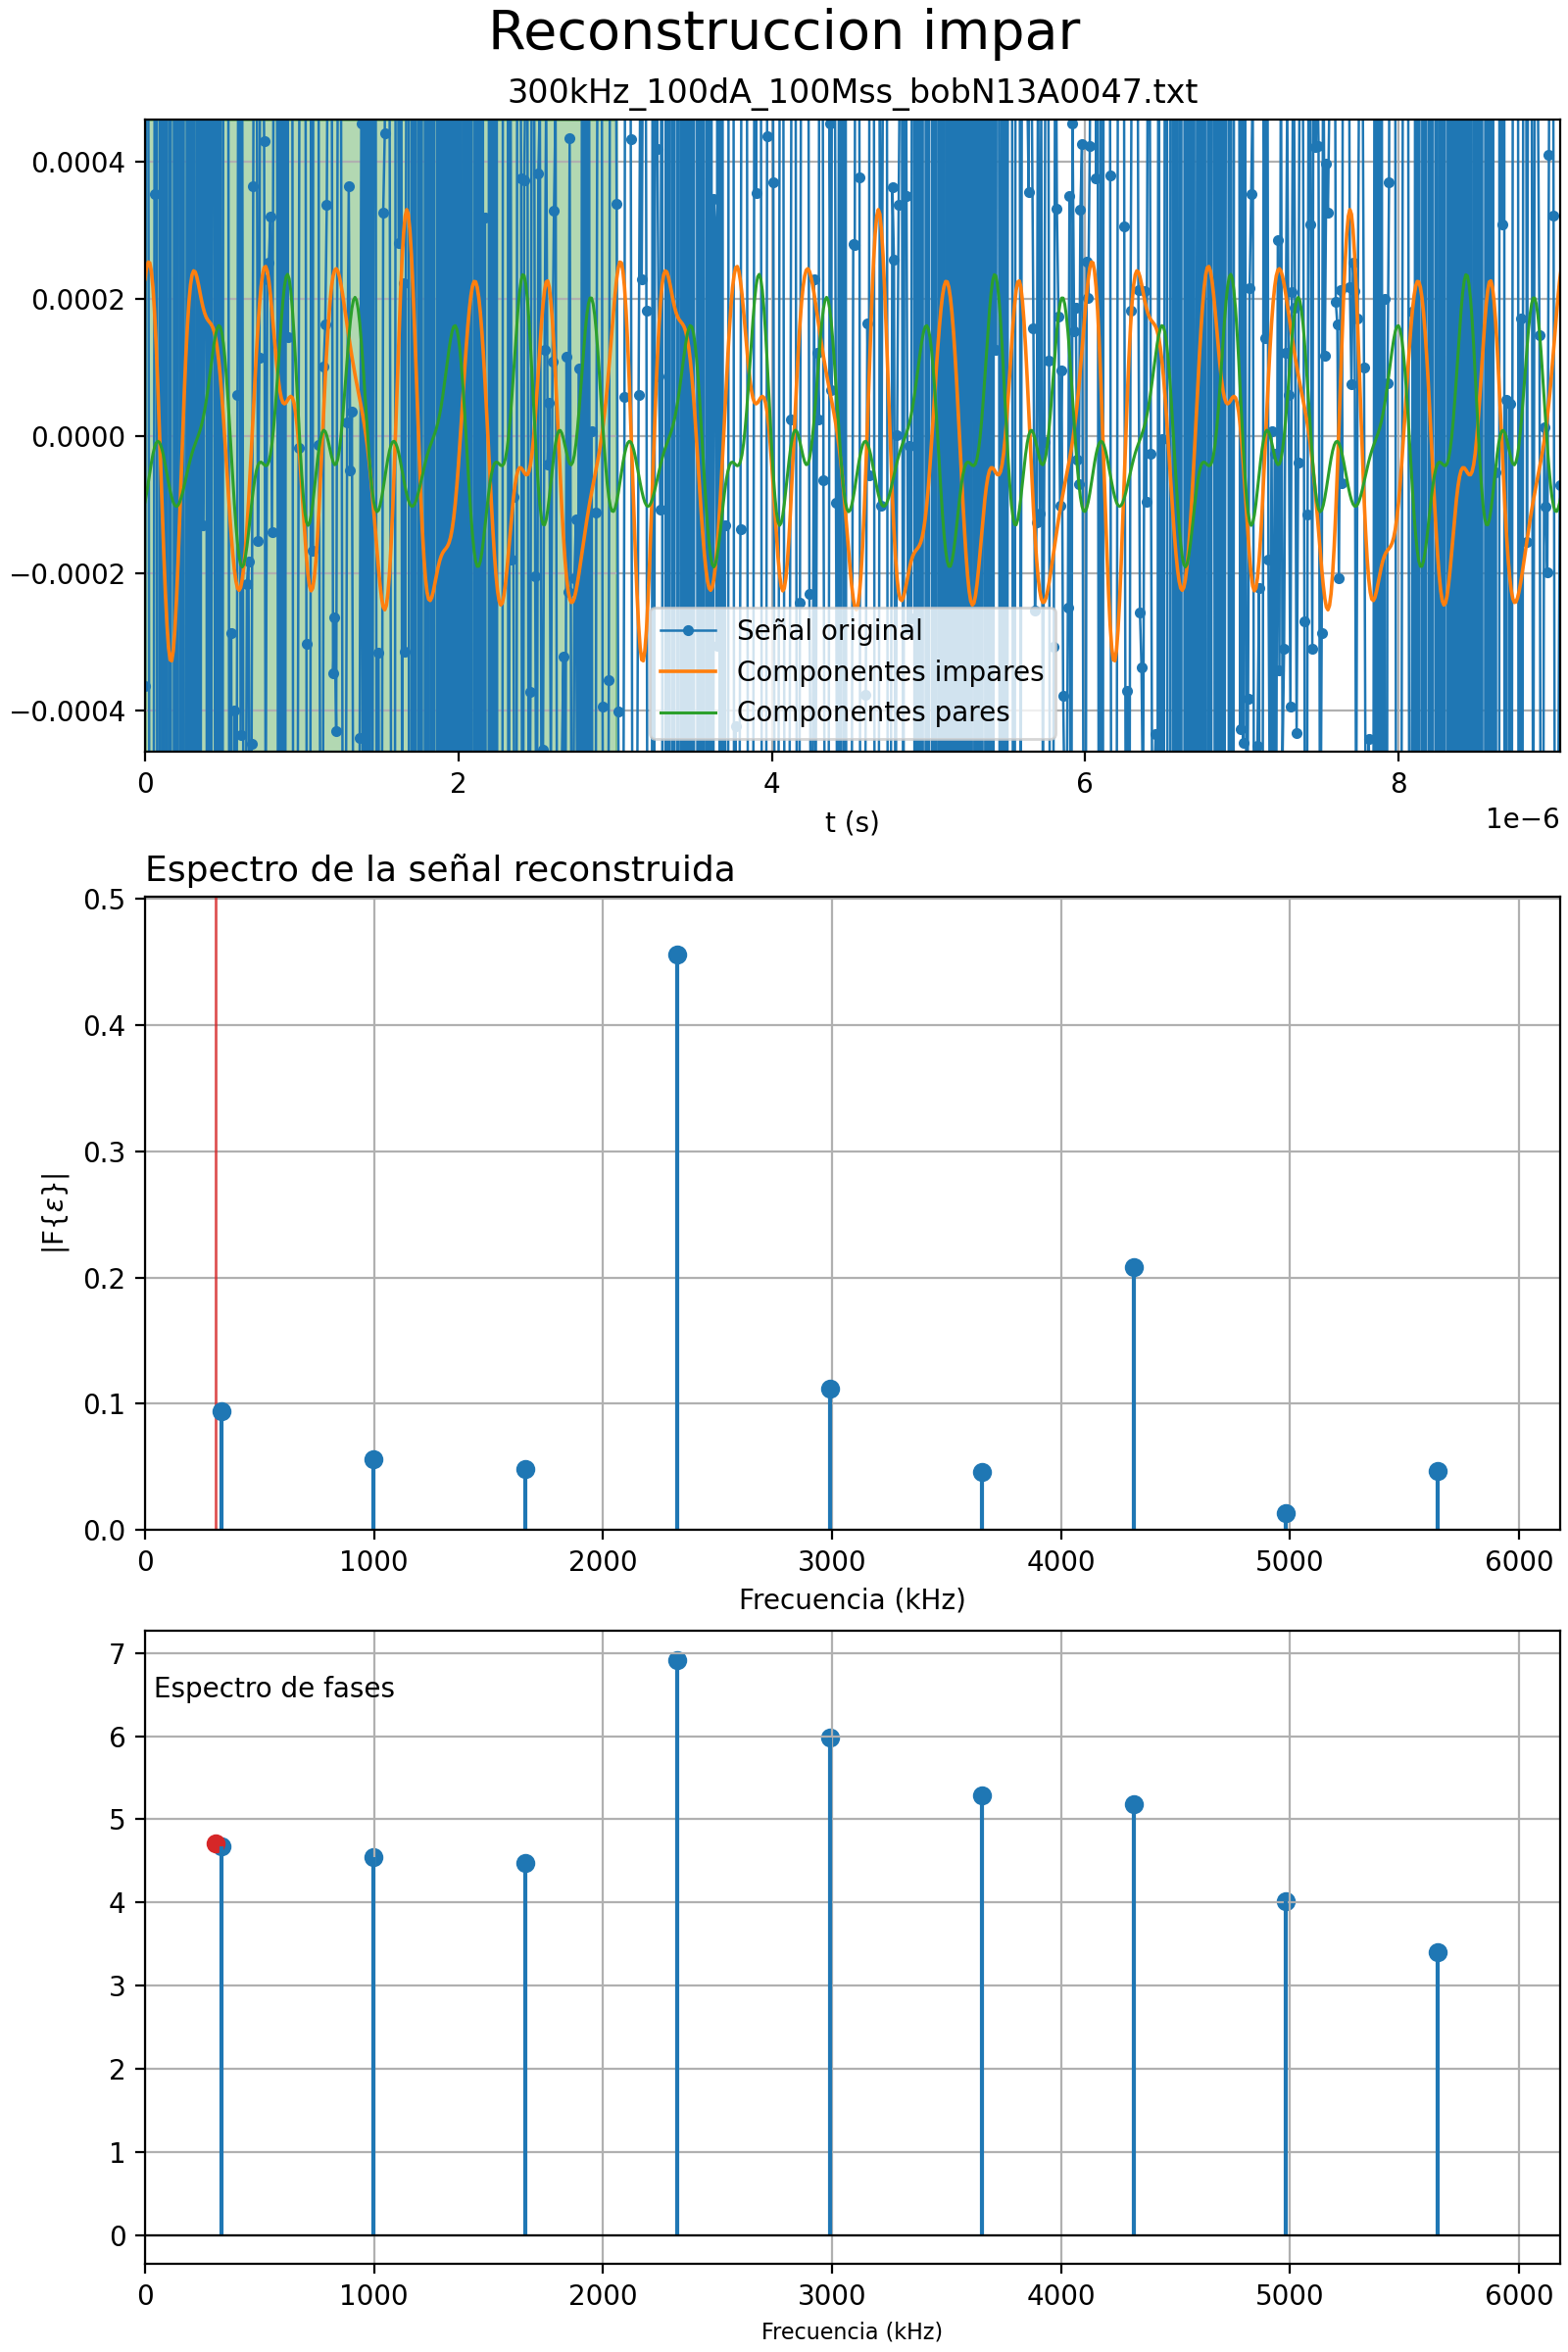 Reconstruccion impar
300kHz_100dA_100Mss_bobN13A0047.txt
0.0004
0.0002
0.0000
−0.0002
−0.0004
Señal original
Componentes impares
Componentes pares
0 2 4 6 8
1e−6
t (s)
Espectro de la señal reconstruida
0.5
0.4
0.3
0.2
0.1
0.0
|F{ε}|
0 1000 2000 3000 4000 5000 6000
Frecuencia (kHz)
7
Espectro de fases
6
5
4
3
2
1
0
0 1000 2000 3000 4000 5000 6000
Frecuencia (kHz)